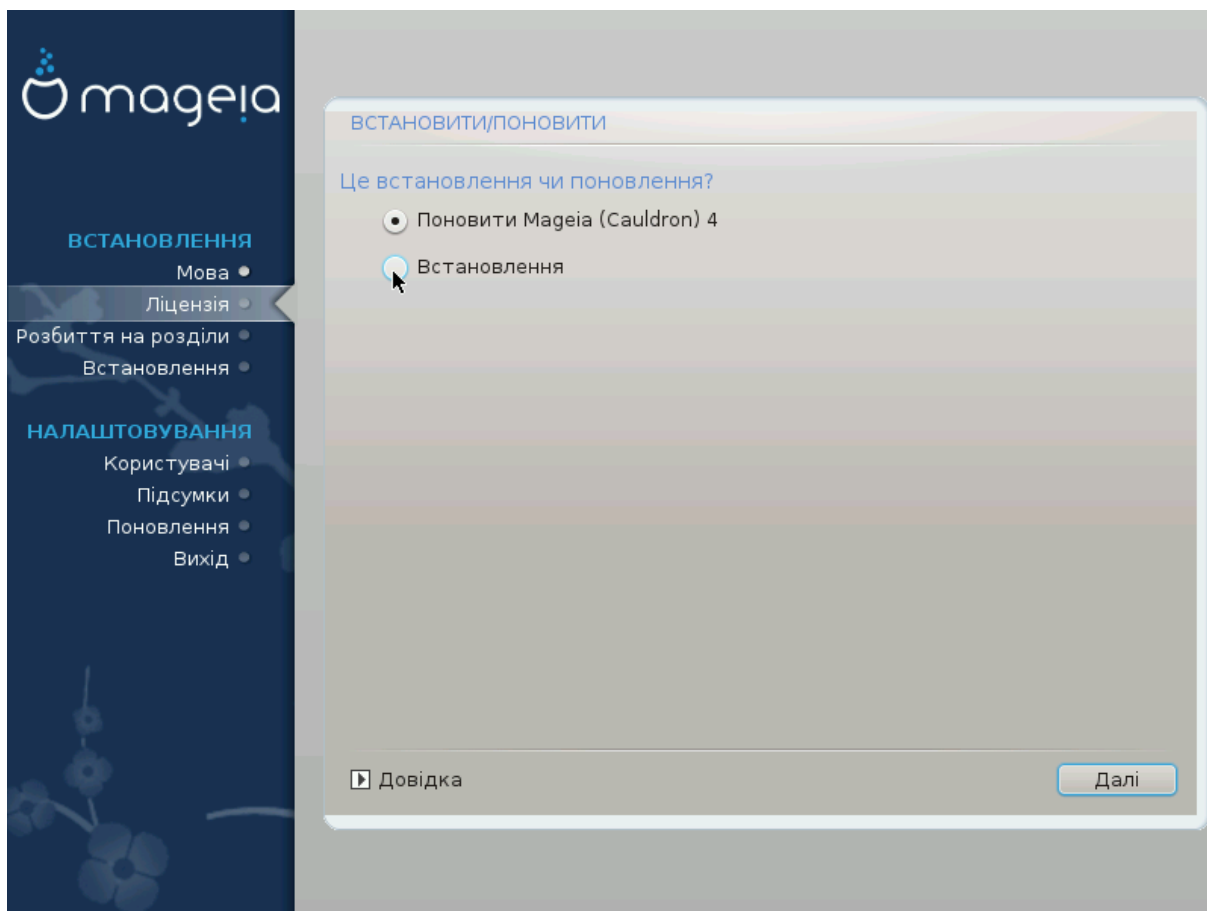 mageia
ВСТАНОВЛЕННЯ
Мова
Ліцензія
Розбиття на розділи
Встановлення
НАЛАШТОВУВАННЯ
Користувачі
Підсумки
Поновлення
Вихід
ВСТАНОВИТИ/ПОНОВИТИ
Це встановлення чи поновлення?
Поновити Mageia (Cauldron) 4
Встановлення
Довідка
Далі